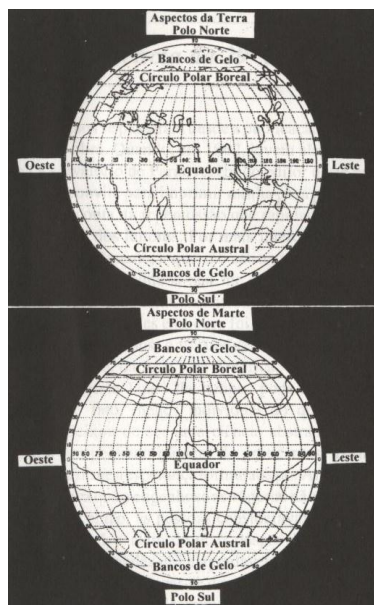 Aspectos da Terra
Polo Norte
Bancos de Gelo
Círculo Polar Boreal
Oeste
Leste
Equador
Círculo Polar Austral
Bancos de Gelo
Polo Sul
Aspectos de Marte
Polo Norte
Bancos de Gelo
Círculo Polar Boreal
Oeste
Leste
Equador
Círculo Polar Austral
Bancos de Gelo
Polo Sul